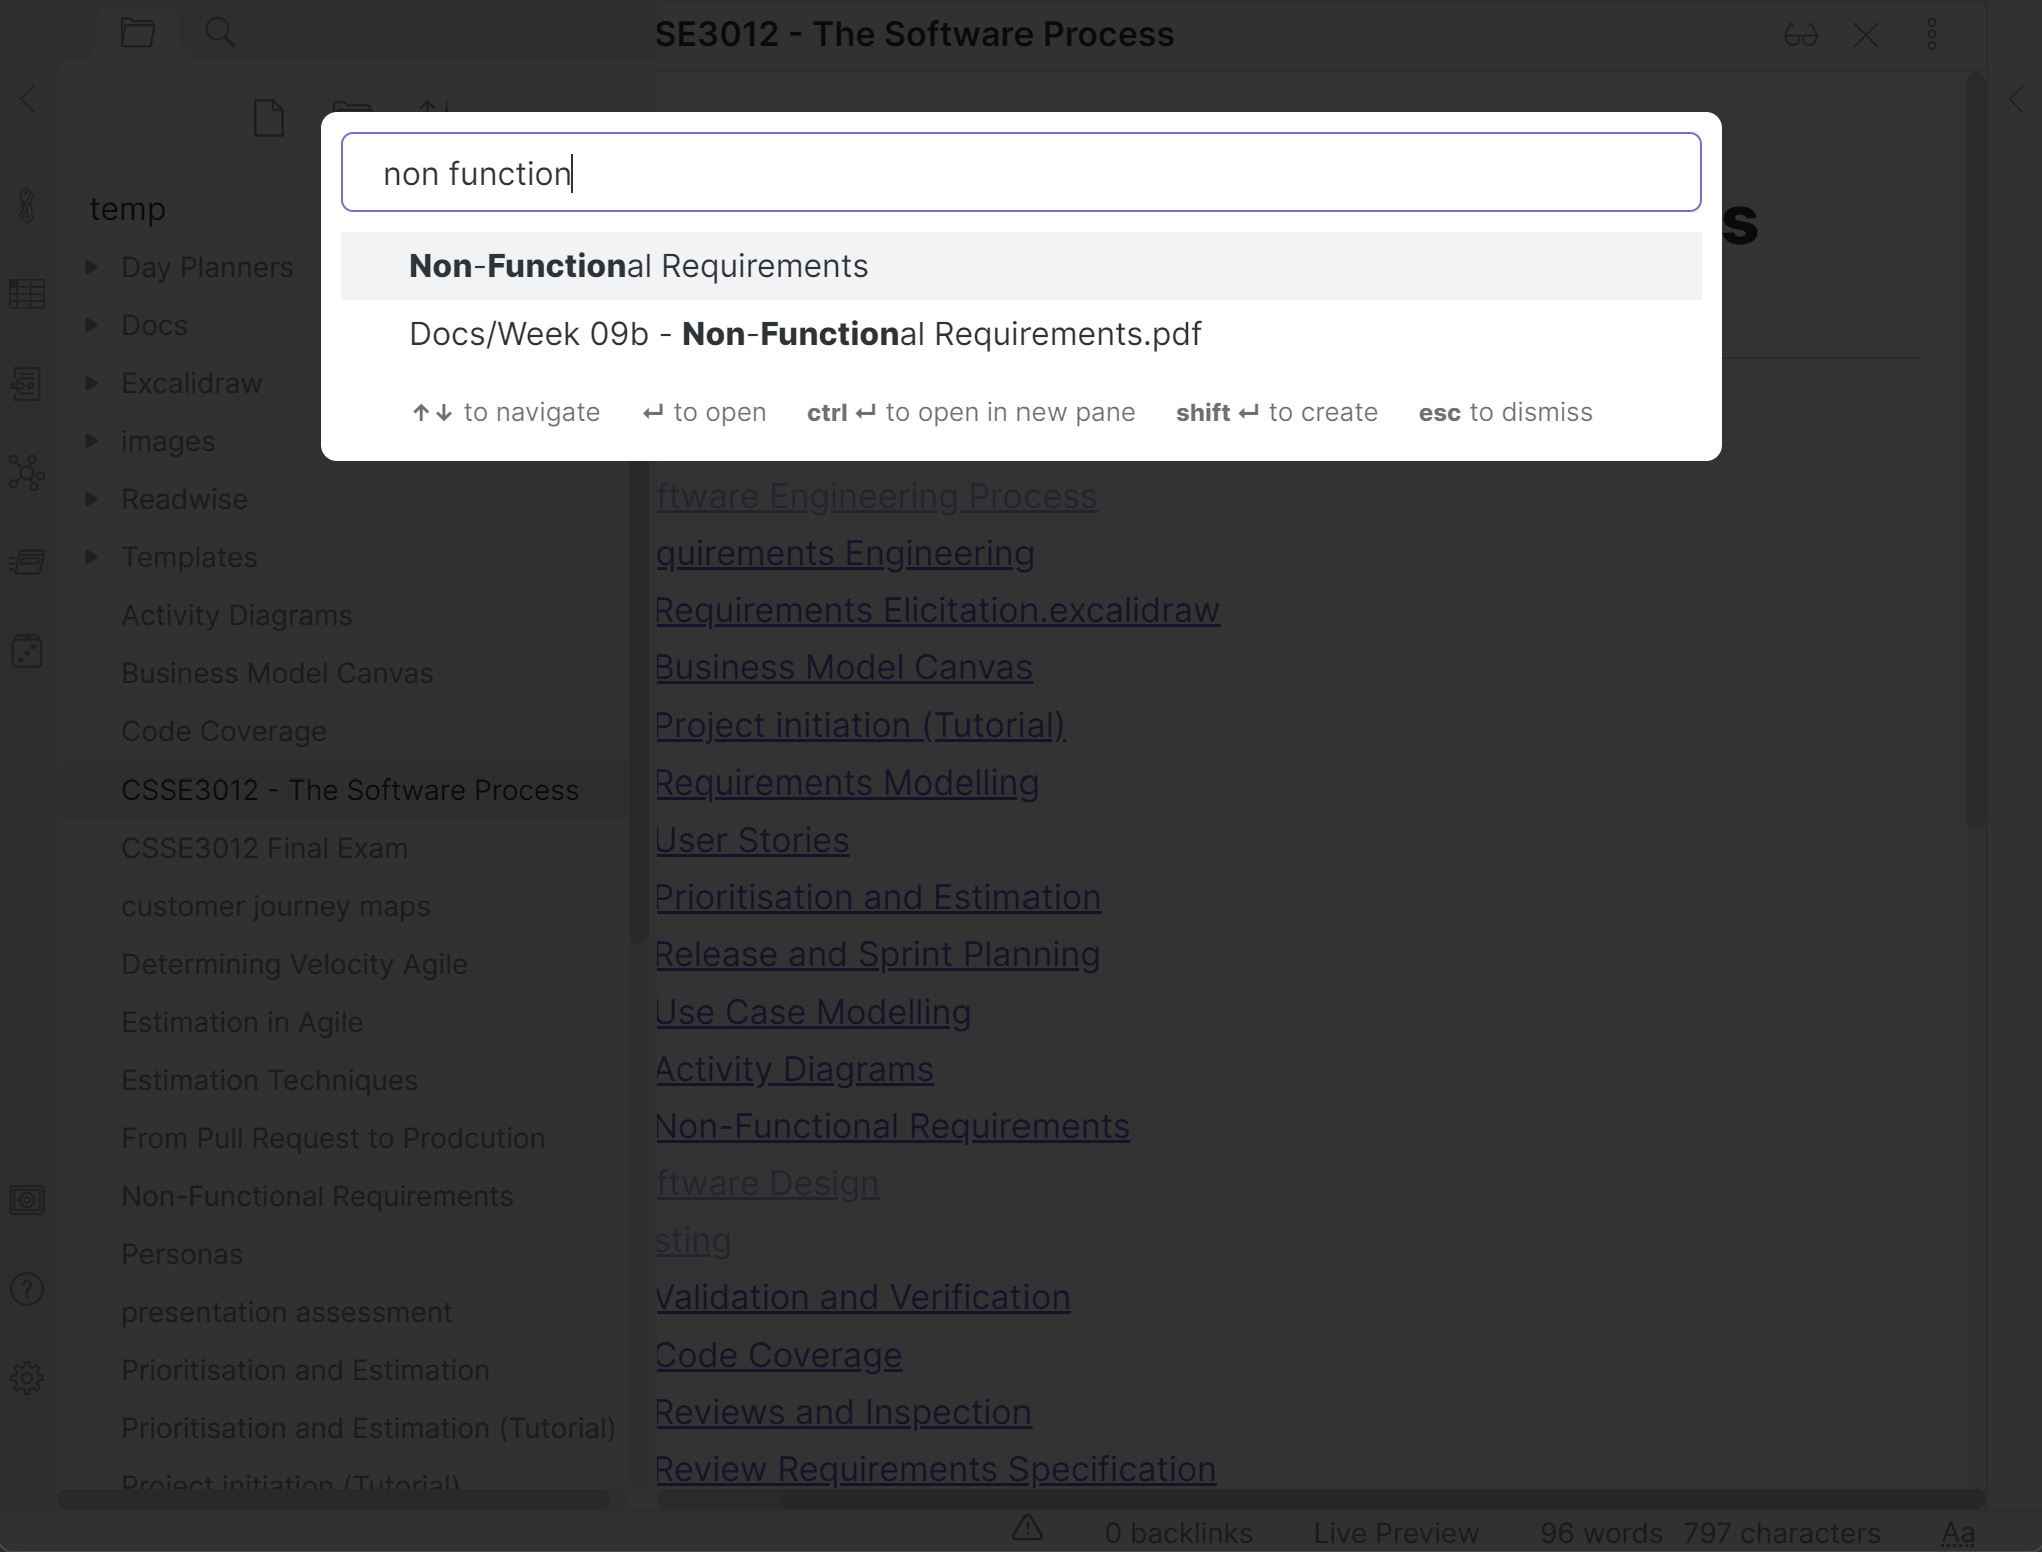 SE3012 - The Software Process
non function
Non-Functional Requirements
Docs/Week 09b - Non-Functional Requirements.pdf
↑↓ to navigate ↵ to open ctrl ↵ to open in new pane shift ↵ to create esc to dismiss
s
temp
Day Planners
Docs
Excalidraw
images
Readwise
Templates
Activity Diagrams
Business Model Canvas
Code Coverage
CSSE3012 - The Software Process
CSSE3012 Final Exam
customer journey maps
Determining Velocity Agile
Estimation in Agile
Estimation Techniques
From Pull Request to Prodcution
Non-Functional Requirements
Personas
presentation assessment
Prioritisation and Estimation
Prioritisation and Estimation (Tutorial)
Project initiation (Tutorial)
ftware Engineering Process
quirements Engineering
Requirements Elicitation.excalidraw
Business Model Canvas
Project initiation (Tutorial)
Requirements Modelling
User Stories
Prioritisation and Estimation
Release and Sprint Planning
Use Case Modelling
Activity Diagrams
Non-Functional Requirements
ftware Design
sting
Validation and Verification
Code Coverage
Reviews and Inspection
Review Requirements Specification
0 backlinks Live Preview 96 words 797 characters Aa